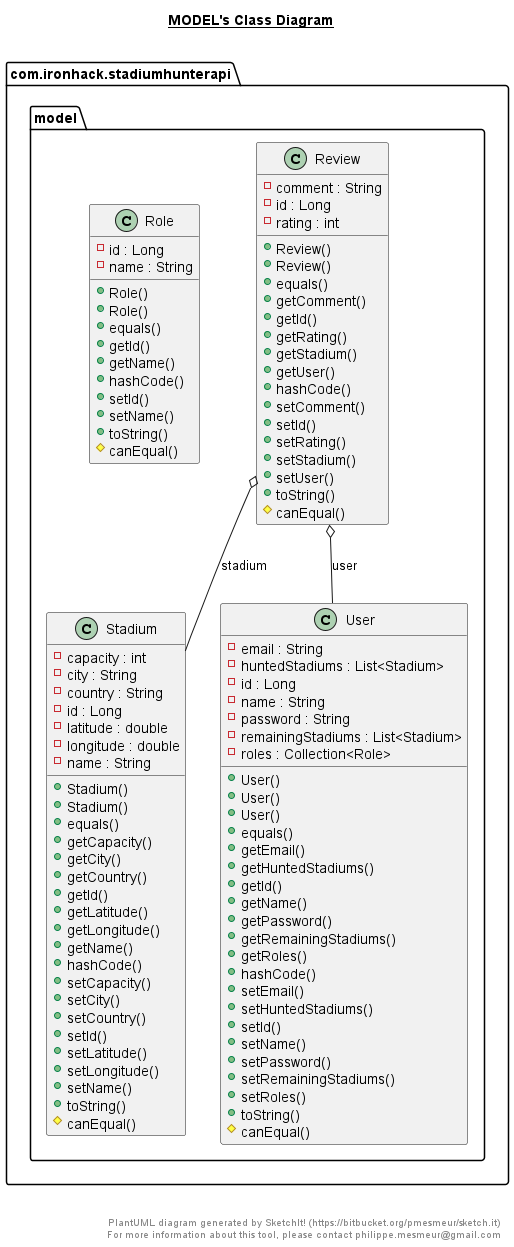 MODEL's Class Diagram
com.ironhack.stadiumhunterapi
model
C Review
comment : String
id : Long
rating : int
Review()
Review()
equals()
getComment()
getId()
getRating()
getStadium()
getUser()
hashCode()
setComment()
setId()
setRating()
setStadium()
setUser()
toString()
canEqual()
C Role
id : Long
name : String
Role()
Role()
equals()
getId()
getName()
hashCode()
setId()
setName()
toString()
canEqual()
stadium
user
C Stadium
capacity : int
city : String
country : String
id : Long
latitude : double
longitude : double
name : String
Stadium()
Stadium()
equals()
getCapacity()
getCity()
getCountry()
getId()
getLatitude()
getLongitude()
getName()
hashCode()
setCapacity()
setCity()
setCountry()
setId()
setLatitude()
setLongitude()
setName()
toString()
canEqual()
C User
email : String
huntedStadiums : List<Stadium>
id : Long
name : String
password : String
remainingStadiums : List<Stadium>
roles : Collection<Role>
User()
User()
User()
equals()
getEmail()
getHuntedStadiums()
getId()
getName()
getPassword()
getRemainingStadiums()
getRoles()
hashCode()
setEmail()
setHuntedStadiums()
setId()
setName()
setPassword()
setRemainingStadiums()
setRoles()
toString()
canEqual()
PlantUML diagram generated by SketchIt! (https://bitbucket.org/pmesmeur/sketch.it)
For more information about this tool, please contact philippe.mesmeur@gmail.com